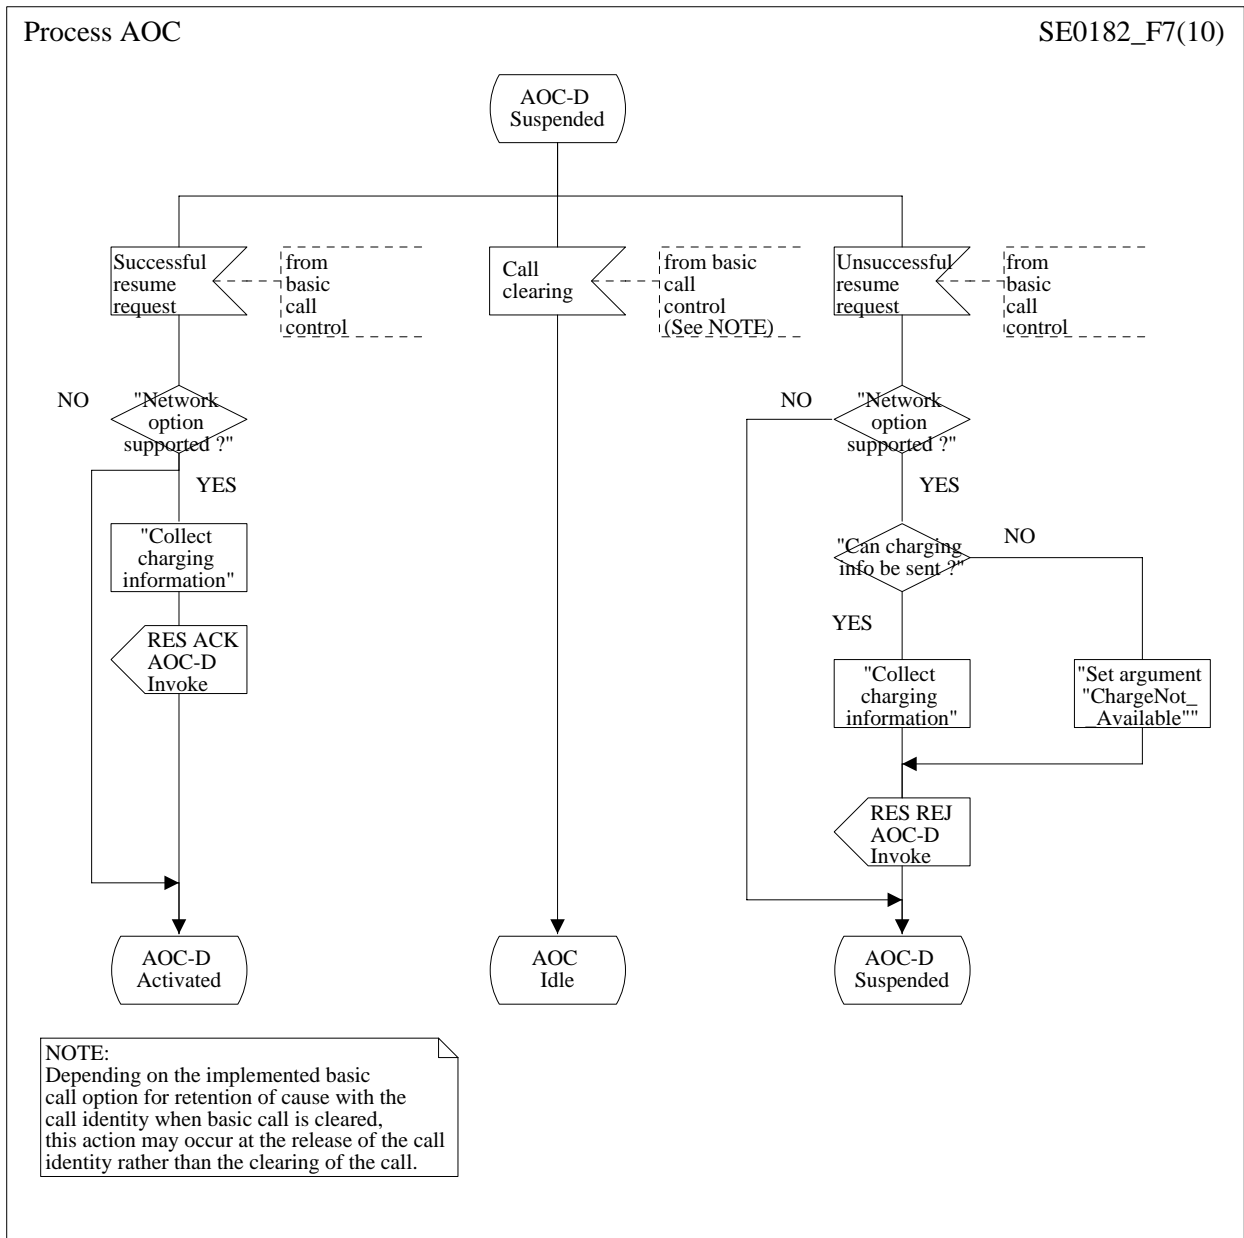 Process AOC
SE0182_F7(10)
AOC-D
Suspended
Successful
resume
request
from
basic
call
control
Call
clearing
from basic
call
control
(See NOTE)
Unsuccessful
resume
request
from
basic
call
control
NO
"Network
option
supported ?"
YES
NO
"Network
option
supported ?"
YES
"Collect
charging
information"
"Can charging
info be sent ?"
NO
YES
RES ACK
AOC-D
Invoke
"Collect
charging
information"
"Set argument
"ChargeNot_
_Available""
RES REJ
AOC-D
Invoke
AOC-D
Activated
AOC
Idle
AOC-D
Suspended
NOTE:
Depending on the implemented basic
call option for retention of cause with the
call identity when basic call is cleared,
this action may occur at the release of the call
identity rather than the clearing of the call.